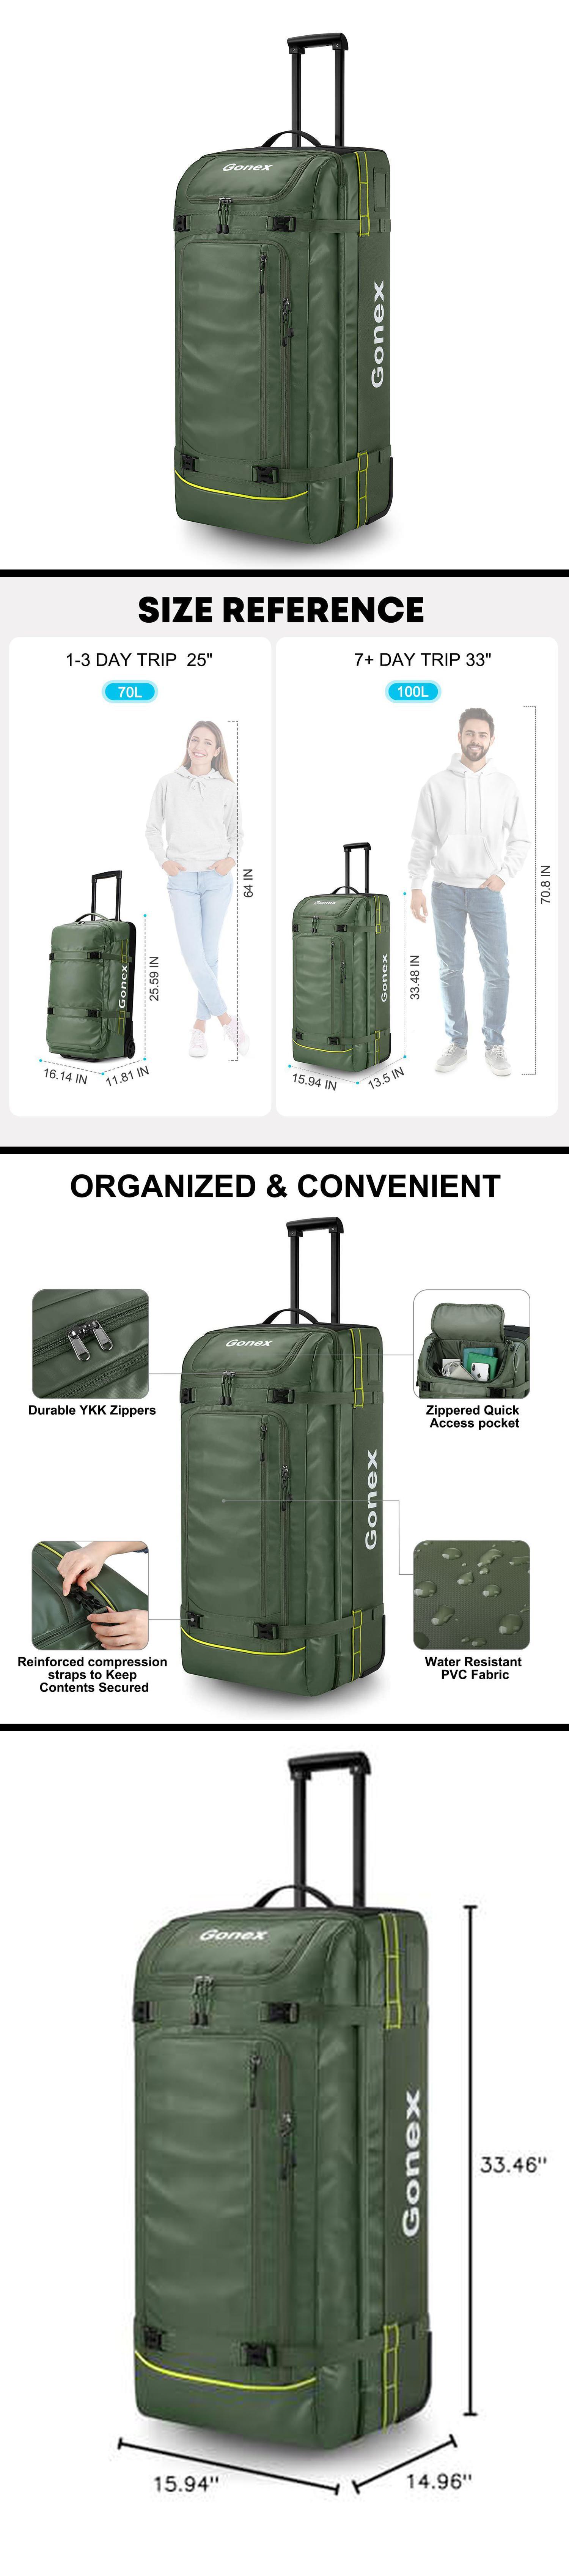 Gonex
Gonex
SIZE REFERENCE
1-3 DAY TRIP 25"
70L
64 IN
Gonex
25.59 IN
16.14 IN
11.81 IN
7+ DAY TRIP 33"
100L
70.8 IN
Gonex
Gonex
33.48 IN
15.94 IN
13.5 IN
ORGANIZED & CONVENIENT
Gonex
Gonex
Durable YKK Zippers
Zippered Quick
Access pocket
Reinforced compression
straps to Keep
Contents Secured
Water Resistant
PVC Fabric
Gonex
Gonex
33.46"
15.94"
14.96"